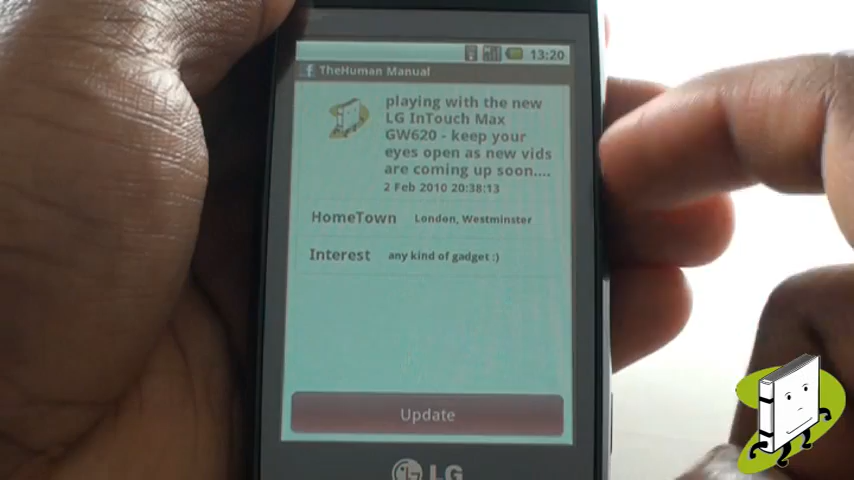 13:20
TheHuman Manual
playing with the new
LG InTouch Max
GW620 - keep your
eyes open as new vids
are coming up soon....
2 Feb 2010 20:38:13
HomeTown London, Westminster
Interest any kind of gadget :)
Update
LG